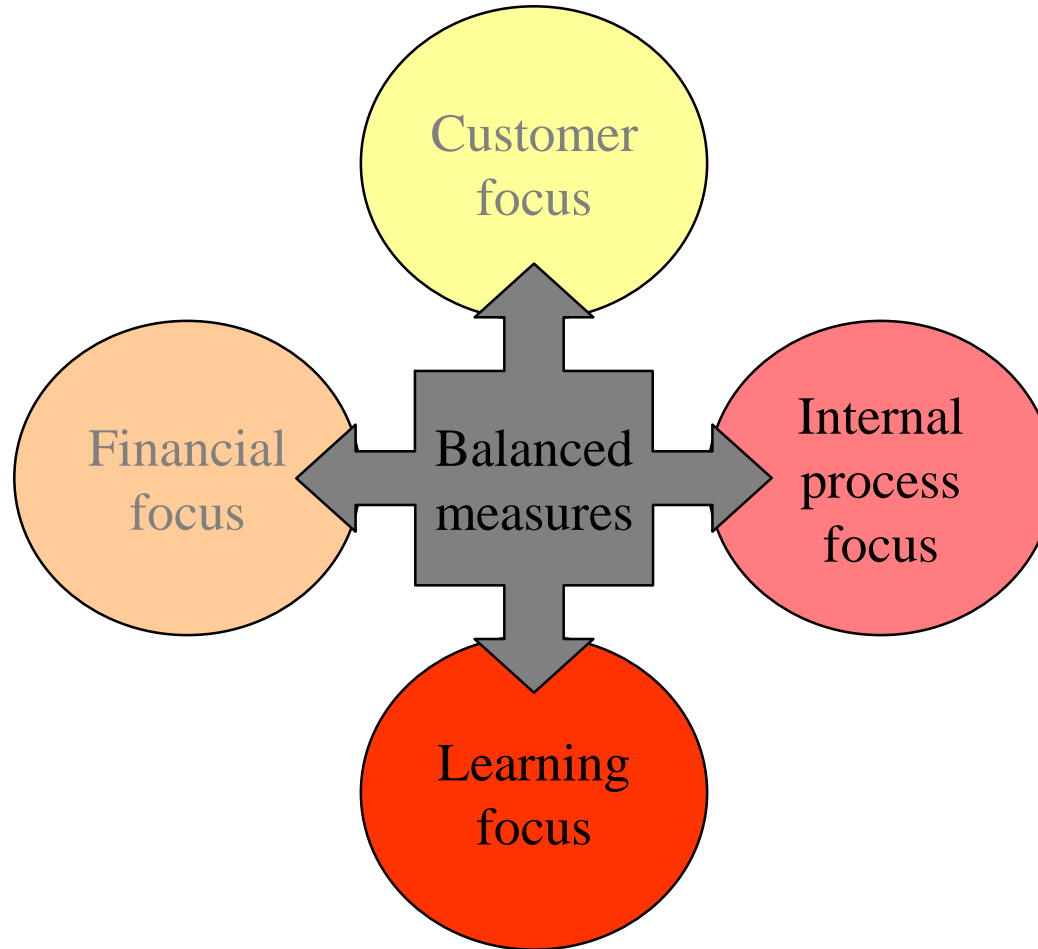 Customer
focus
Financial
focus
Balanced
measures
Internal
process
focus
Learning
focus